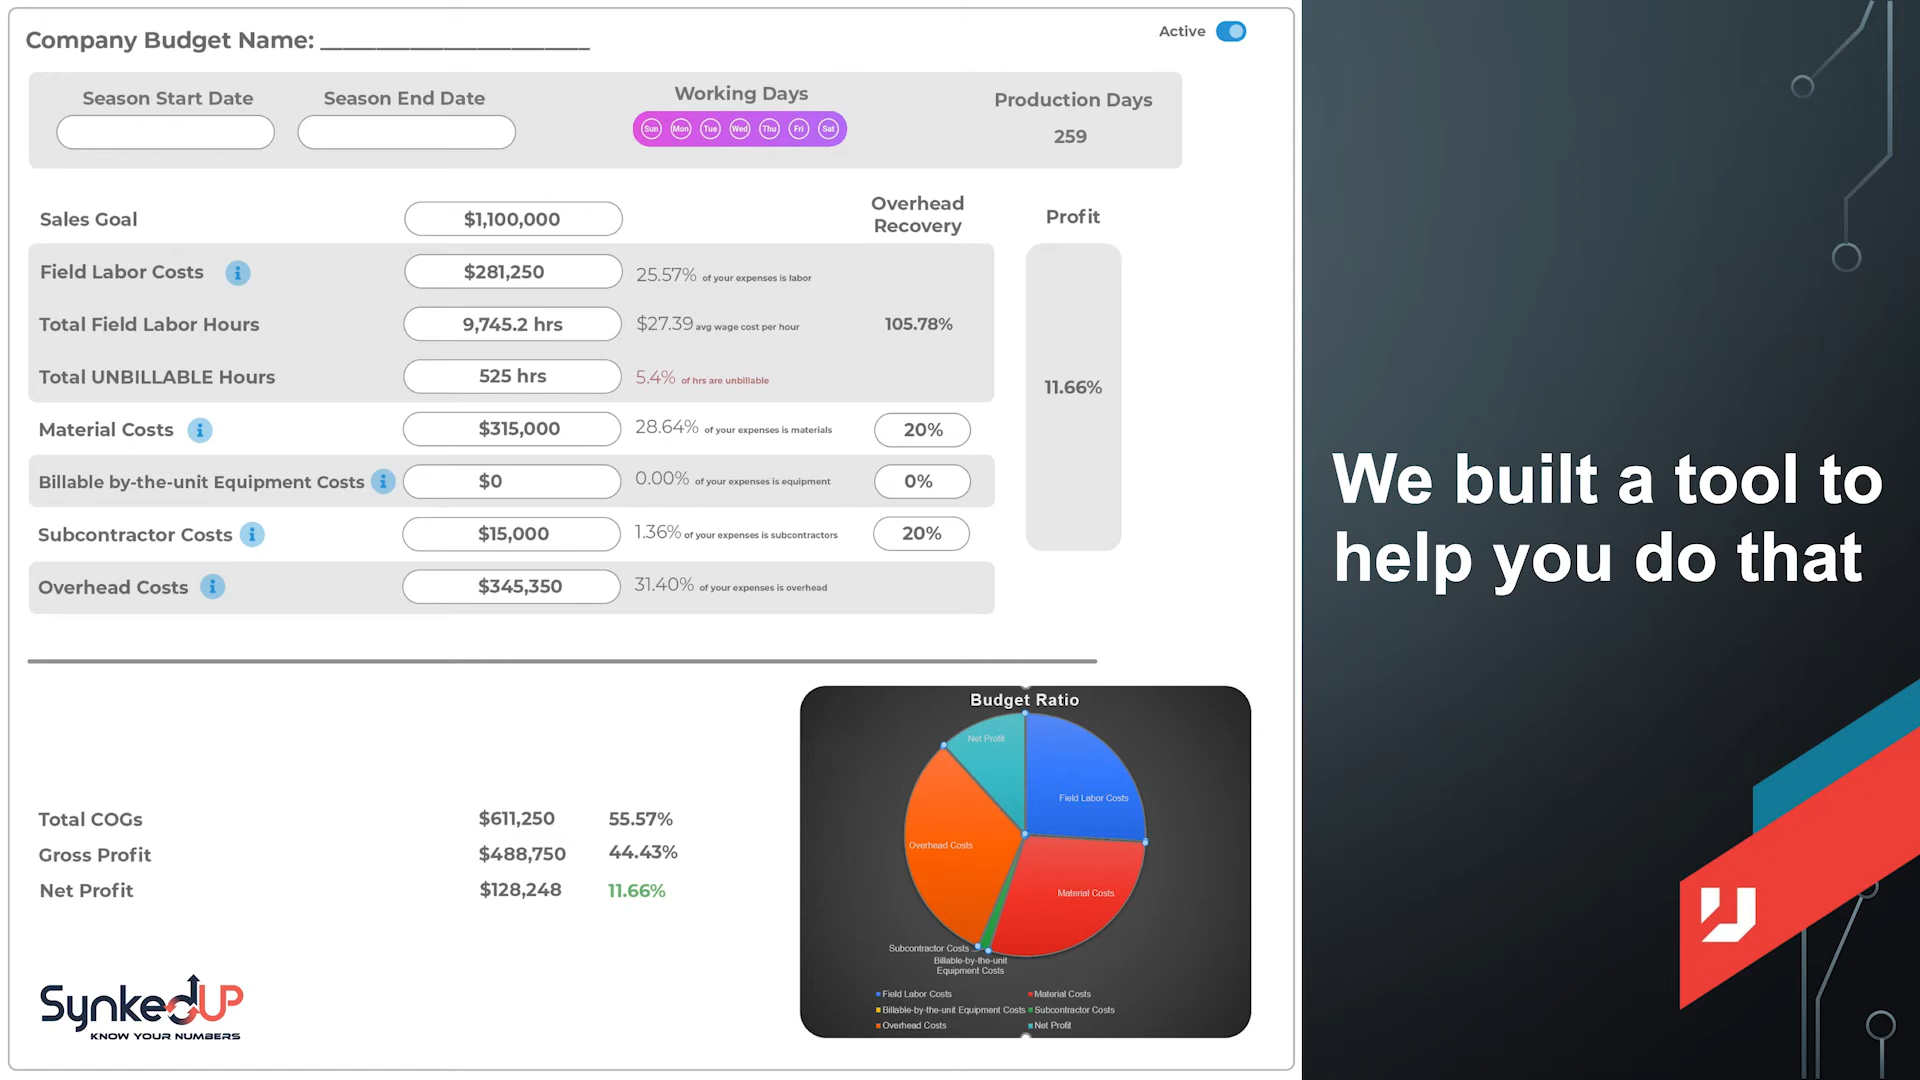 Company Budget Name: ______________________
Active
Season Start Date
Season End Date
Working Days
Sun Mon Tue Wed Thu Fri Sat
Production Days
259
Sales Goal
$1,100,000
Overhead
Recovery
Profit
Field Labor Costs
$281,250
25.57% of your expenses is labor
Total Field Labor Hours
9,745.2 hrs
$27.39 avg wage cost per hour
105.78%
Total UNBILLABLE Hours
525 hrs
5.4% of hrs are unbillable
11.66%
Material Costs
$315,000
28.64% of your expenses is materials
20%
Billable by-the-unit Equipment Costs
$0
0.00% of your expenses is equipment
0%
Subcontractor Costs
$15,000
1.36% of your expenses is subcontractors
20%
Overhead Costs
$345,350
31.40% of your expenses is overhead
Total COGs $611,250 55.57%
Gross Profit $488,750 44.43%
Net Profit $128,248 11.66%
SynkedUP
KNOW YOUR NUMBERS
Budget Ratio
Net Profit
Field Labor Costs
Overhead Costs
Material Costs
Subcontractor Costs
Billable-by-the-unit
Equipment Costs
Field Labor Costs Material Costs
Billable-by-the-unit Equipment Costs Subcontractor Costs
Overhead Costs Net Profit
We built a tool to
help you do that